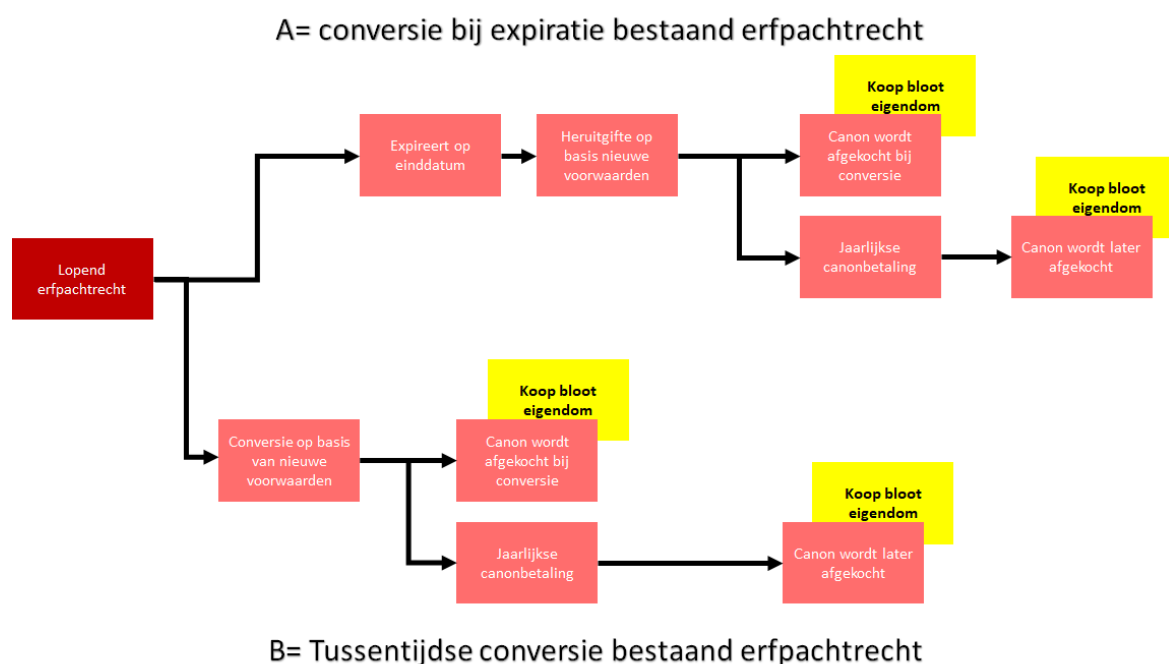 A= conversie bij expiratie bestaand erfpachtrecht
Koop bloot
eigendom
Expireert op
einddatum
Heruitgifte op
basis nieuwe
voorwaarden
Canon wordt
afgekocht bij
conversie
Koop bloot
eigendom
Jaarlijkse
canonbetaling
Canon wordt later
afgekocht
Lopend
erfpachtrecht
Koop bloot
eigendom
Conversie op basis
van nieuwe
voorwaarden
Canon wordt
afgekocht bij
conversie
Koop bloot
eigendom
Jaarlijkse
canonbetaling
Canon wordt later
afgekocht
B= Tussentijdse conversie bestaand erfpachtrecht